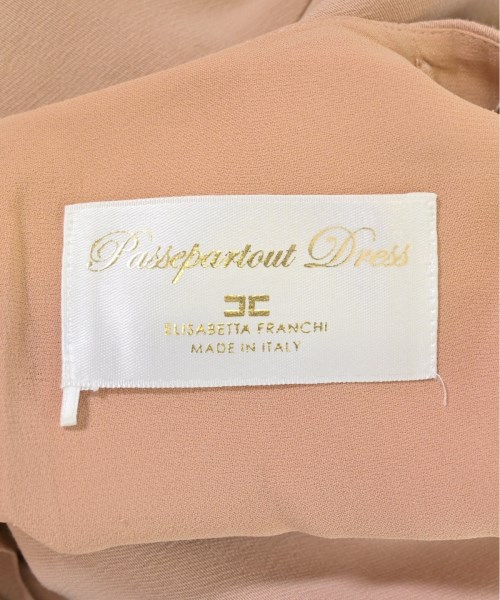 Passepartout Dress
ELISABETTA FRANCHI
MADE IN ITALY